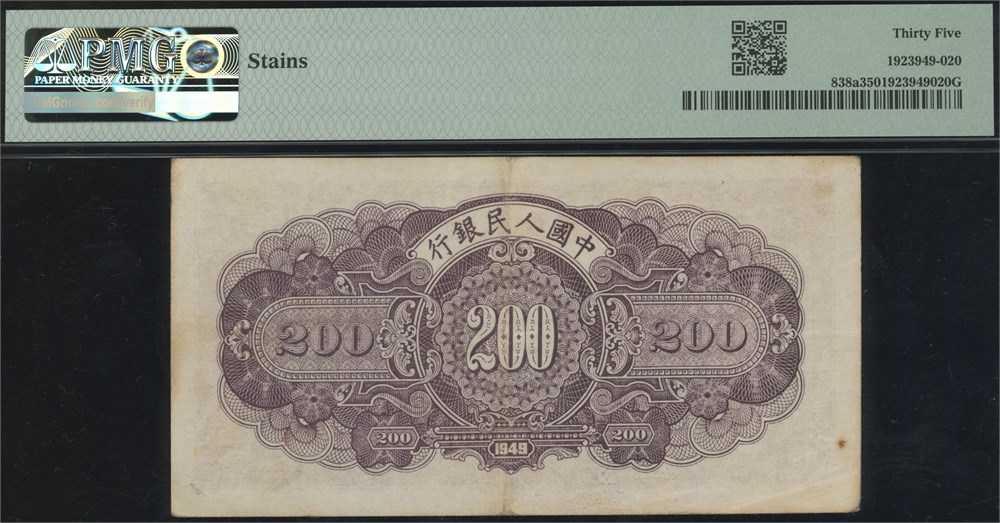 PMG
PAPER MONEY GUARANTY
Stains
Thirty Five
1923949-020
838a3501923949020G
行銀民人國中
200
200
200
200
200
1949